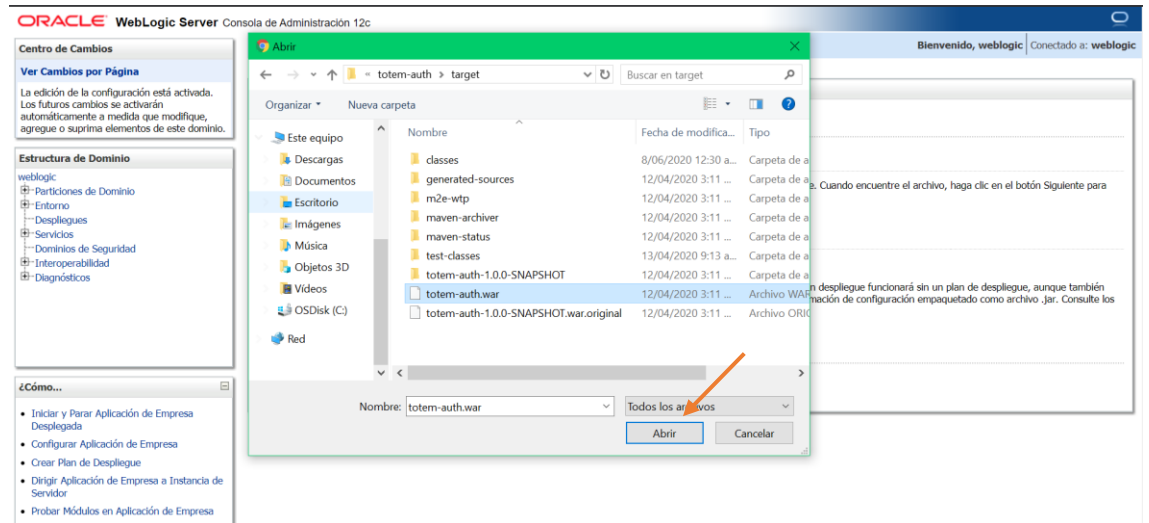 ORACLE WebLogic Server Consola de Administración 12c
Centro de Cambios
Ver Cambios por Página
La edición de la configuración está activada.
Los futuros cambios se activarán
automáticamente a medida que modifique,
agregue o suprima elementos de este dominio.
Estructura de Dominio
weblogic
Particiones de Dominio
Entorno
Despliegues
Servicios
Dominios de Seguridad
Interoperabilidad
Diagnósticos
¿Cómo...
Iniciar y Parar Aplicación de Empresa
Desplegada
Configurar Aplicación de Empresa
Crear Plan de Despliegue
Dirigir Aplicación de Empresa a Instancia de
Servidor
Probar Módulos en Aplicación de Empresa
Abrir
« totem-auth > target
Buscar en target
Organizar
Nueva carpeta
Este equipo
Descargas
Documentos
Escritorio
Imágenes
Música
Objetos 3D
Vídeos
OSDisk (C:)
Red
Nombre Fecha de modifica... Tipo
classes 8/06/2020 12:30 a... Carpeta de a
generated-sources 12/04/2020 3:11 ... Carpeta de a
m2e-wtp 12/04/2020 3:11 ... Carpeta de a
maven-archiver 12/04/2020 3:11 ... Carpeta de a
maven-status 12/04/2020 3:11 ... Carpeta de a
test-classes 13/04/2020 9:13 a... Carpeta de a
totem-auth-1.0.0-SNAPSHOT 12/04/2020 3:11 ... Carpeta de a
totem-auth.war 12/04/2020 3:11 ... Archivo WAR
totem-auth-1.0.0-SNAPSHOT.war.original 12/04/2020 3:11 ... Archivo ORI
Nombre: totem-auth.war
Todos los archivos
Abrir
Cancelar
Bienvenido, weblogic Conectado a: weblogic
e. Cuando encuentre el archivo, haga clic en el botón Siguiente para
n despliegue funcionará sin un plan de despliegue, aunque también
mación de configuración empaquetado como archivo .jar. Consulte los